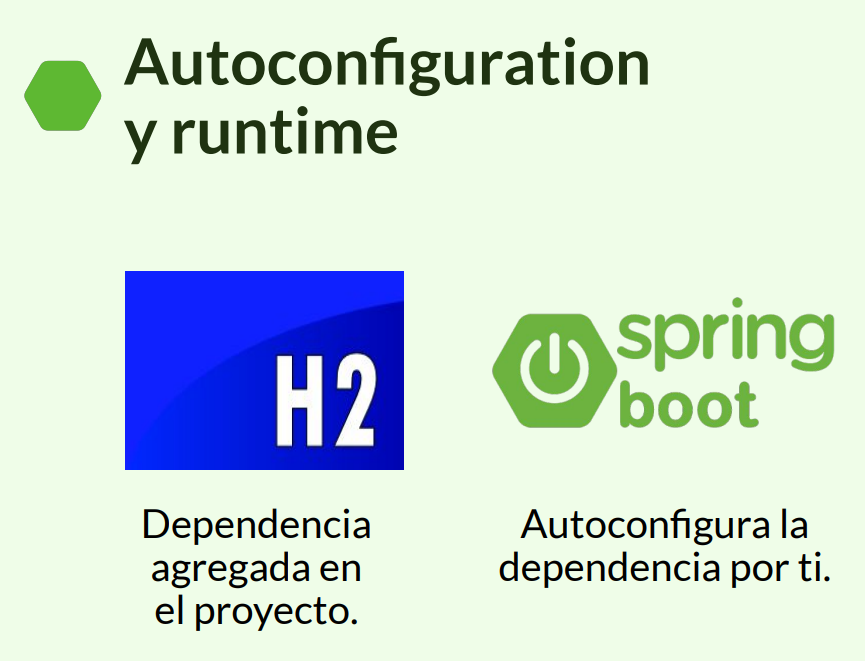 Autoconfiguration
y runtime
H2
spring
boot
Dependencia
agregada en
el proyecto.
Autoconfigura la
dependencia por ti.